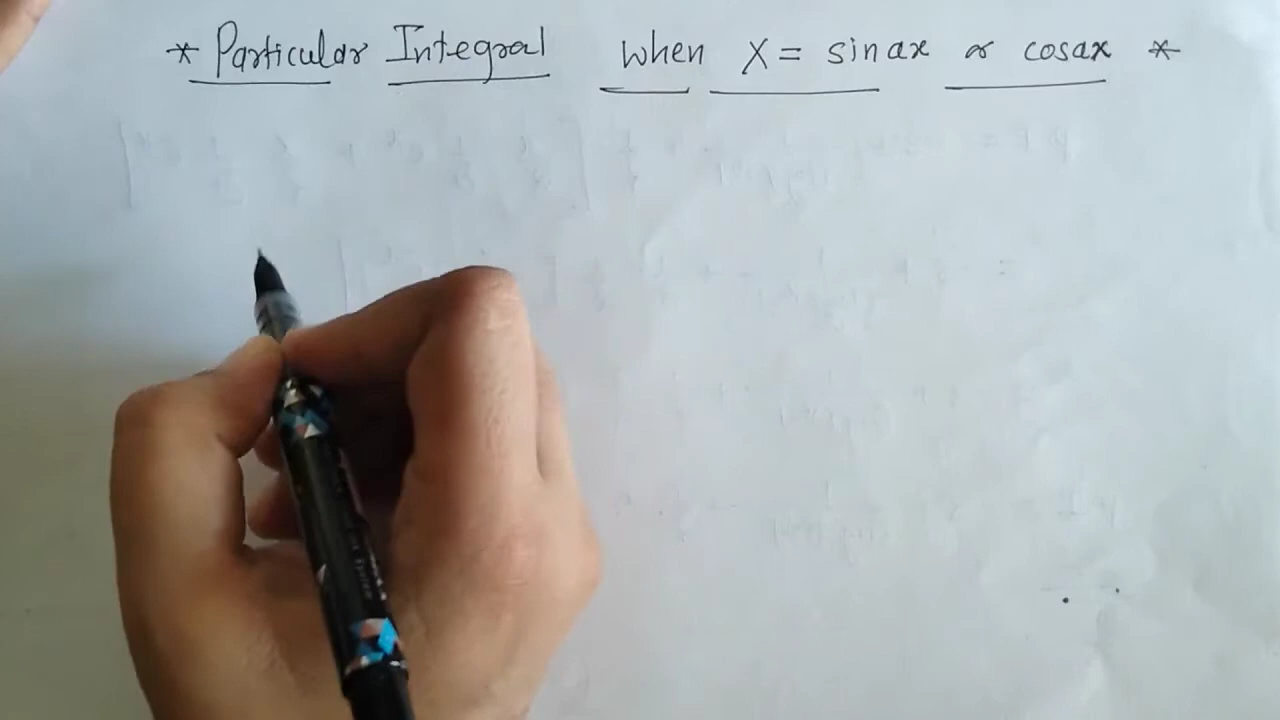 * Particular Integral when X = sinax or cosax *